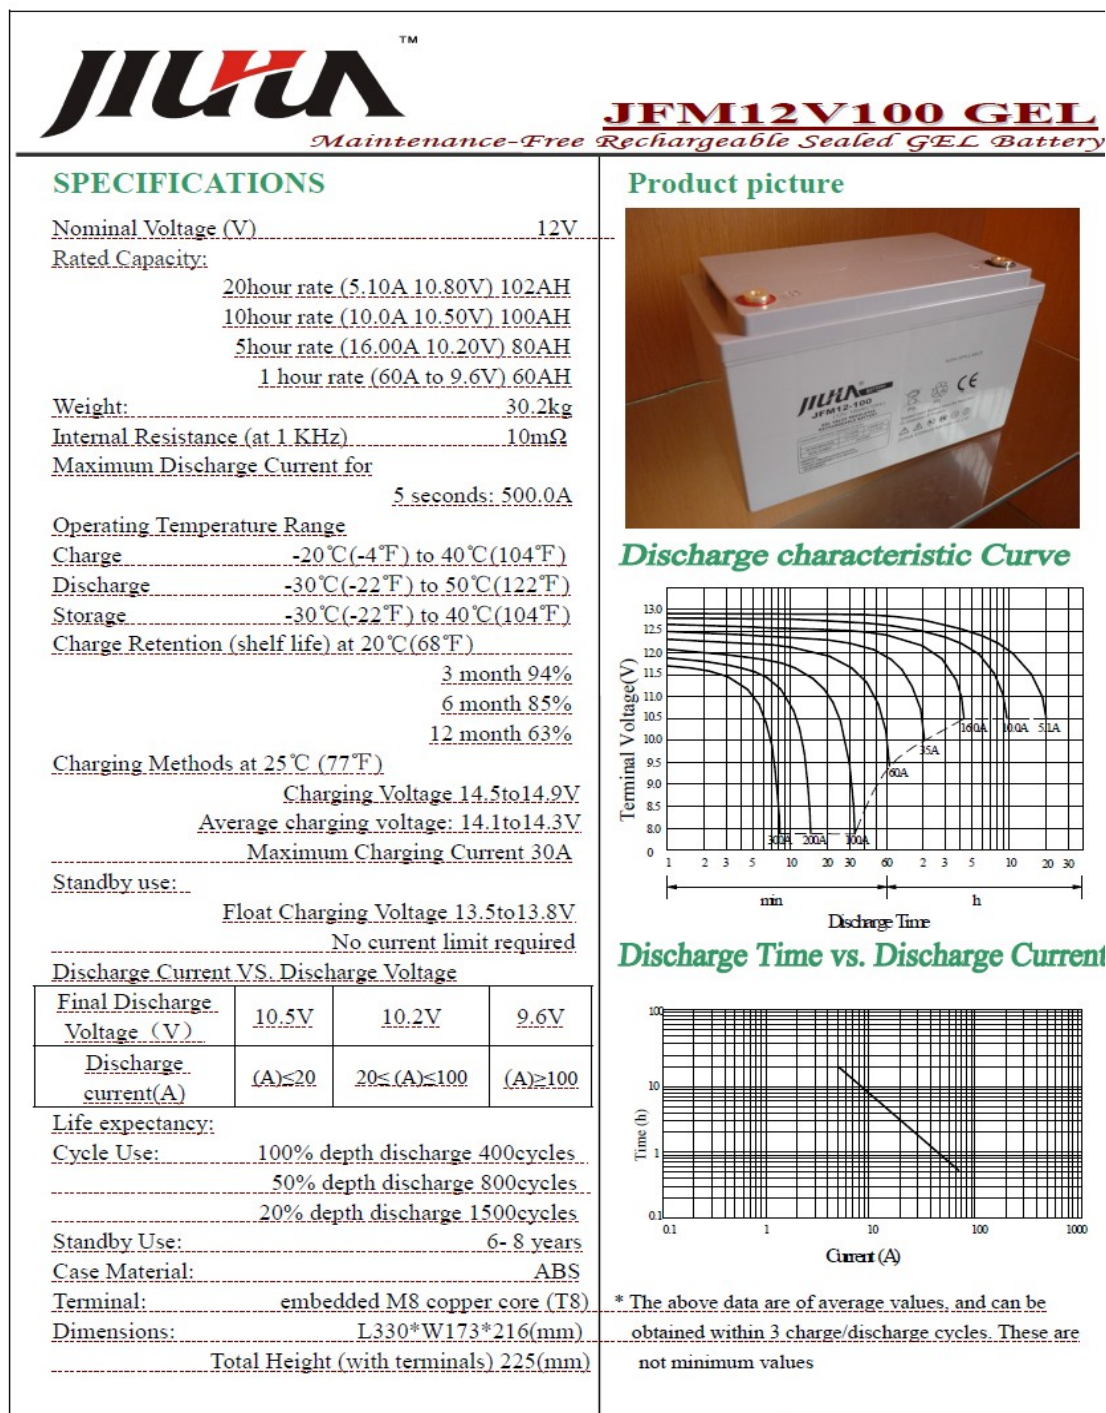 JIUHA™
JFM12V100 GEL
Maintenance-Free Rechargeable Sealed GEL Battery
SPECIFICATIONS
Nominal Voltage (V) 12V
Rated Capacity:
20hour rate (5.10A 10.80V) 102AH
10hour rate (10.0A 10.50V) 100AH
5hour rate (16.00A 10.20V) 80AH
1 hour rate (60A to 9.6V) 60AH
Weight: 30.2kg
Internal Resistance (at 1 KHz) 10mΩ
Maximum Discharge Current for
5 seconds: 500.0A
Operating Temperature Range
Charge -20℃(-4℉) to 40℃(104℉)
Discharge -30℃(-22℉) to 50℃(122℉)
Storage -30℃(-22℉) to 40℃(104℉)
Charge Retention (shelf life) at 20℃(68℉)
3 month 94%
6 month 85%
12 month 63%
Charging Methods at 25℃ (77℉)
Charging Voltage 14.5to14.9V
Average charging voltage: 14.1to14.3V
Maximum Charging Current 30A
Standby use:
Float Charging Voltage 13.5to13.8V
No current limit required
Discharge Current VS. Discharge Voltage
Final Discharge
Voltage（V） 10.5V 10.2V 9.6V
Discharge
current(A) (A)≤20 20≤ (A)≤100 (A)≥100
Life expectancy:
Cycle Use: 100% depth discharge 400cycles
50% depth discharge 800cycles
20% depth discharge 1500cycles
Standby Use: 6- 8 years
Case Material: ABS
Terminal: embedded M8 copper core (T8)
Dimensions: L330*W173*216(mm)
Total Height (with terminals) 225(mm)
Product picture
JIUHA
JFM12-100
CE
Discharge characteristic Curve
Terminal Voltage(V)
13.0
12.5
12.0
11.5
11.0
10.5
10.0
9.5
9.0
8.5
8.0
0
300A 200A 100A 60A 35A 16.0A 10.0A 5.1A
1 2 3 5 10 20 30 60 2 3 5 10 20 30
min h
Discharge Time
Discharge Time vs. Discharge Current
Time (h)
100
10
1
0.1
0.1 1 10 100 1000
Current (A)
* The above data are of average values, and can be
obtained within 3 charge/discharge cycles. These are
not minimum values